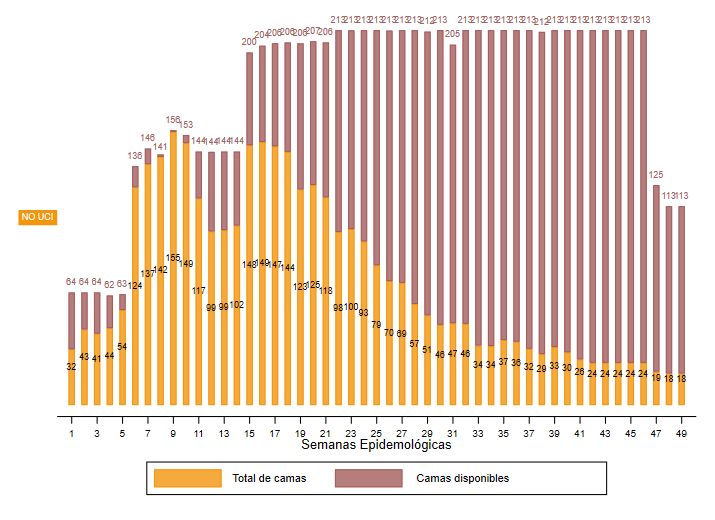 64 64 64 62 63 136 146 141 156 153 144 144 144 144 200 204 206 206 206 207 206 213 213 213 213 213 212 213 212 213 205 213 213 213 213 213 213 212 213 213 213 213 213 213 213 213 125 113 113
NO UCI
32 43 41 44 54 124 137 142 155 149 117 99 99 102 148 149 147 144 123 125 118 98 100 93 79 70 69 57 51 46 47 46 34 34 37 36 32 29 33 30 26 24 24 24 24 24 19 18 18
1 3 5 7 9 11 13 15 17 19 21 23 25 27 29 31 33 35 37 39 41 43 45 47 49
Semanas Epidemológicas
Total de camas
Camas disponibles